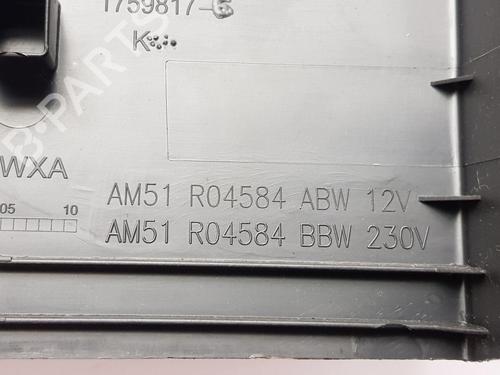 1759817-5
K
WXA
AM51 R04584 ABW 12V
05 10
AM51 R04584 BBW 230V
B-PARTS